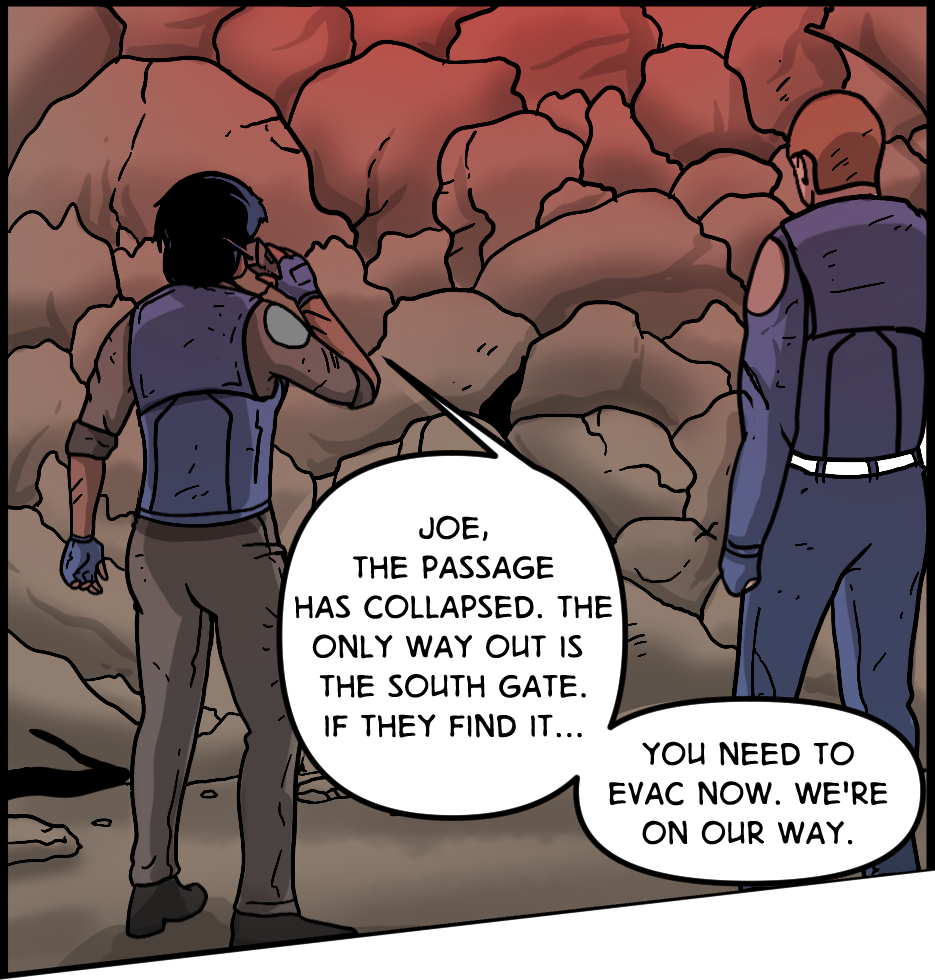 JOE,
THE PASSAGE
HAS COLLAPSED. THE
ONLY WAY OUT IS
THE SOUTH GATE.
IF THEY FIND IT...
YOU NEED TO
EVAC NOW. WE'RE
ON OUR WAY.